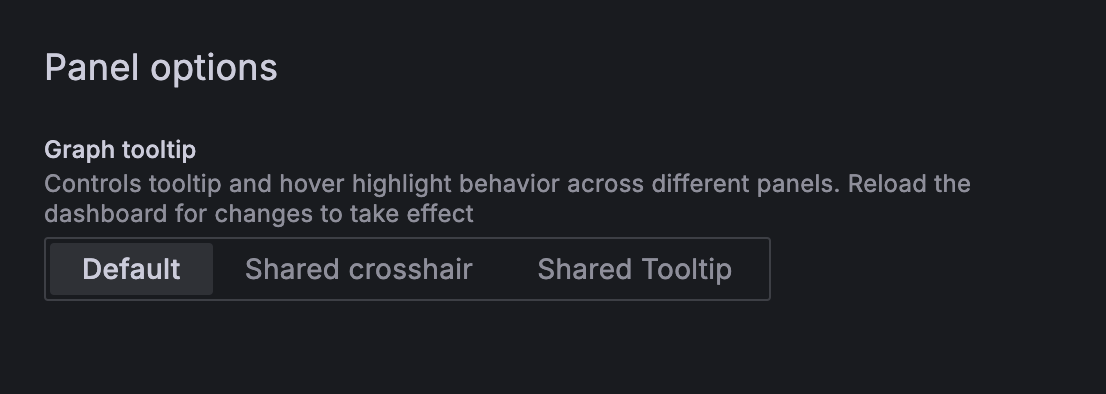 Panel options
Graph tooltip
Controls tooltip and hover highlight behavior across different panels. Reload the
dashboard for changes to take effect
Default Shared crosshair Shared Tooltip